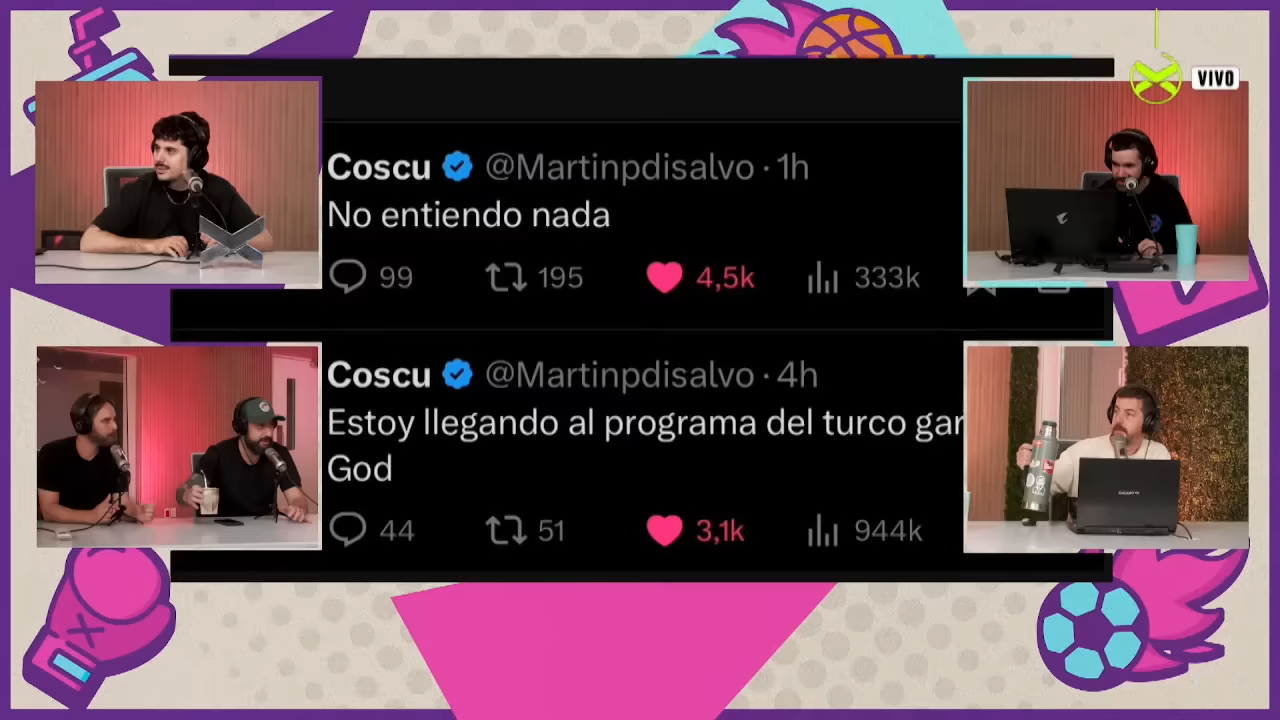 VIVO
Coscu @Martinpdisalvo · 1h
No entiendo nada
99 195 4,5k 333k
Coscu @Martinpdisalvo · 4h
Estoy llegando al programa del turco gar
God
44 51 3,1k 944k